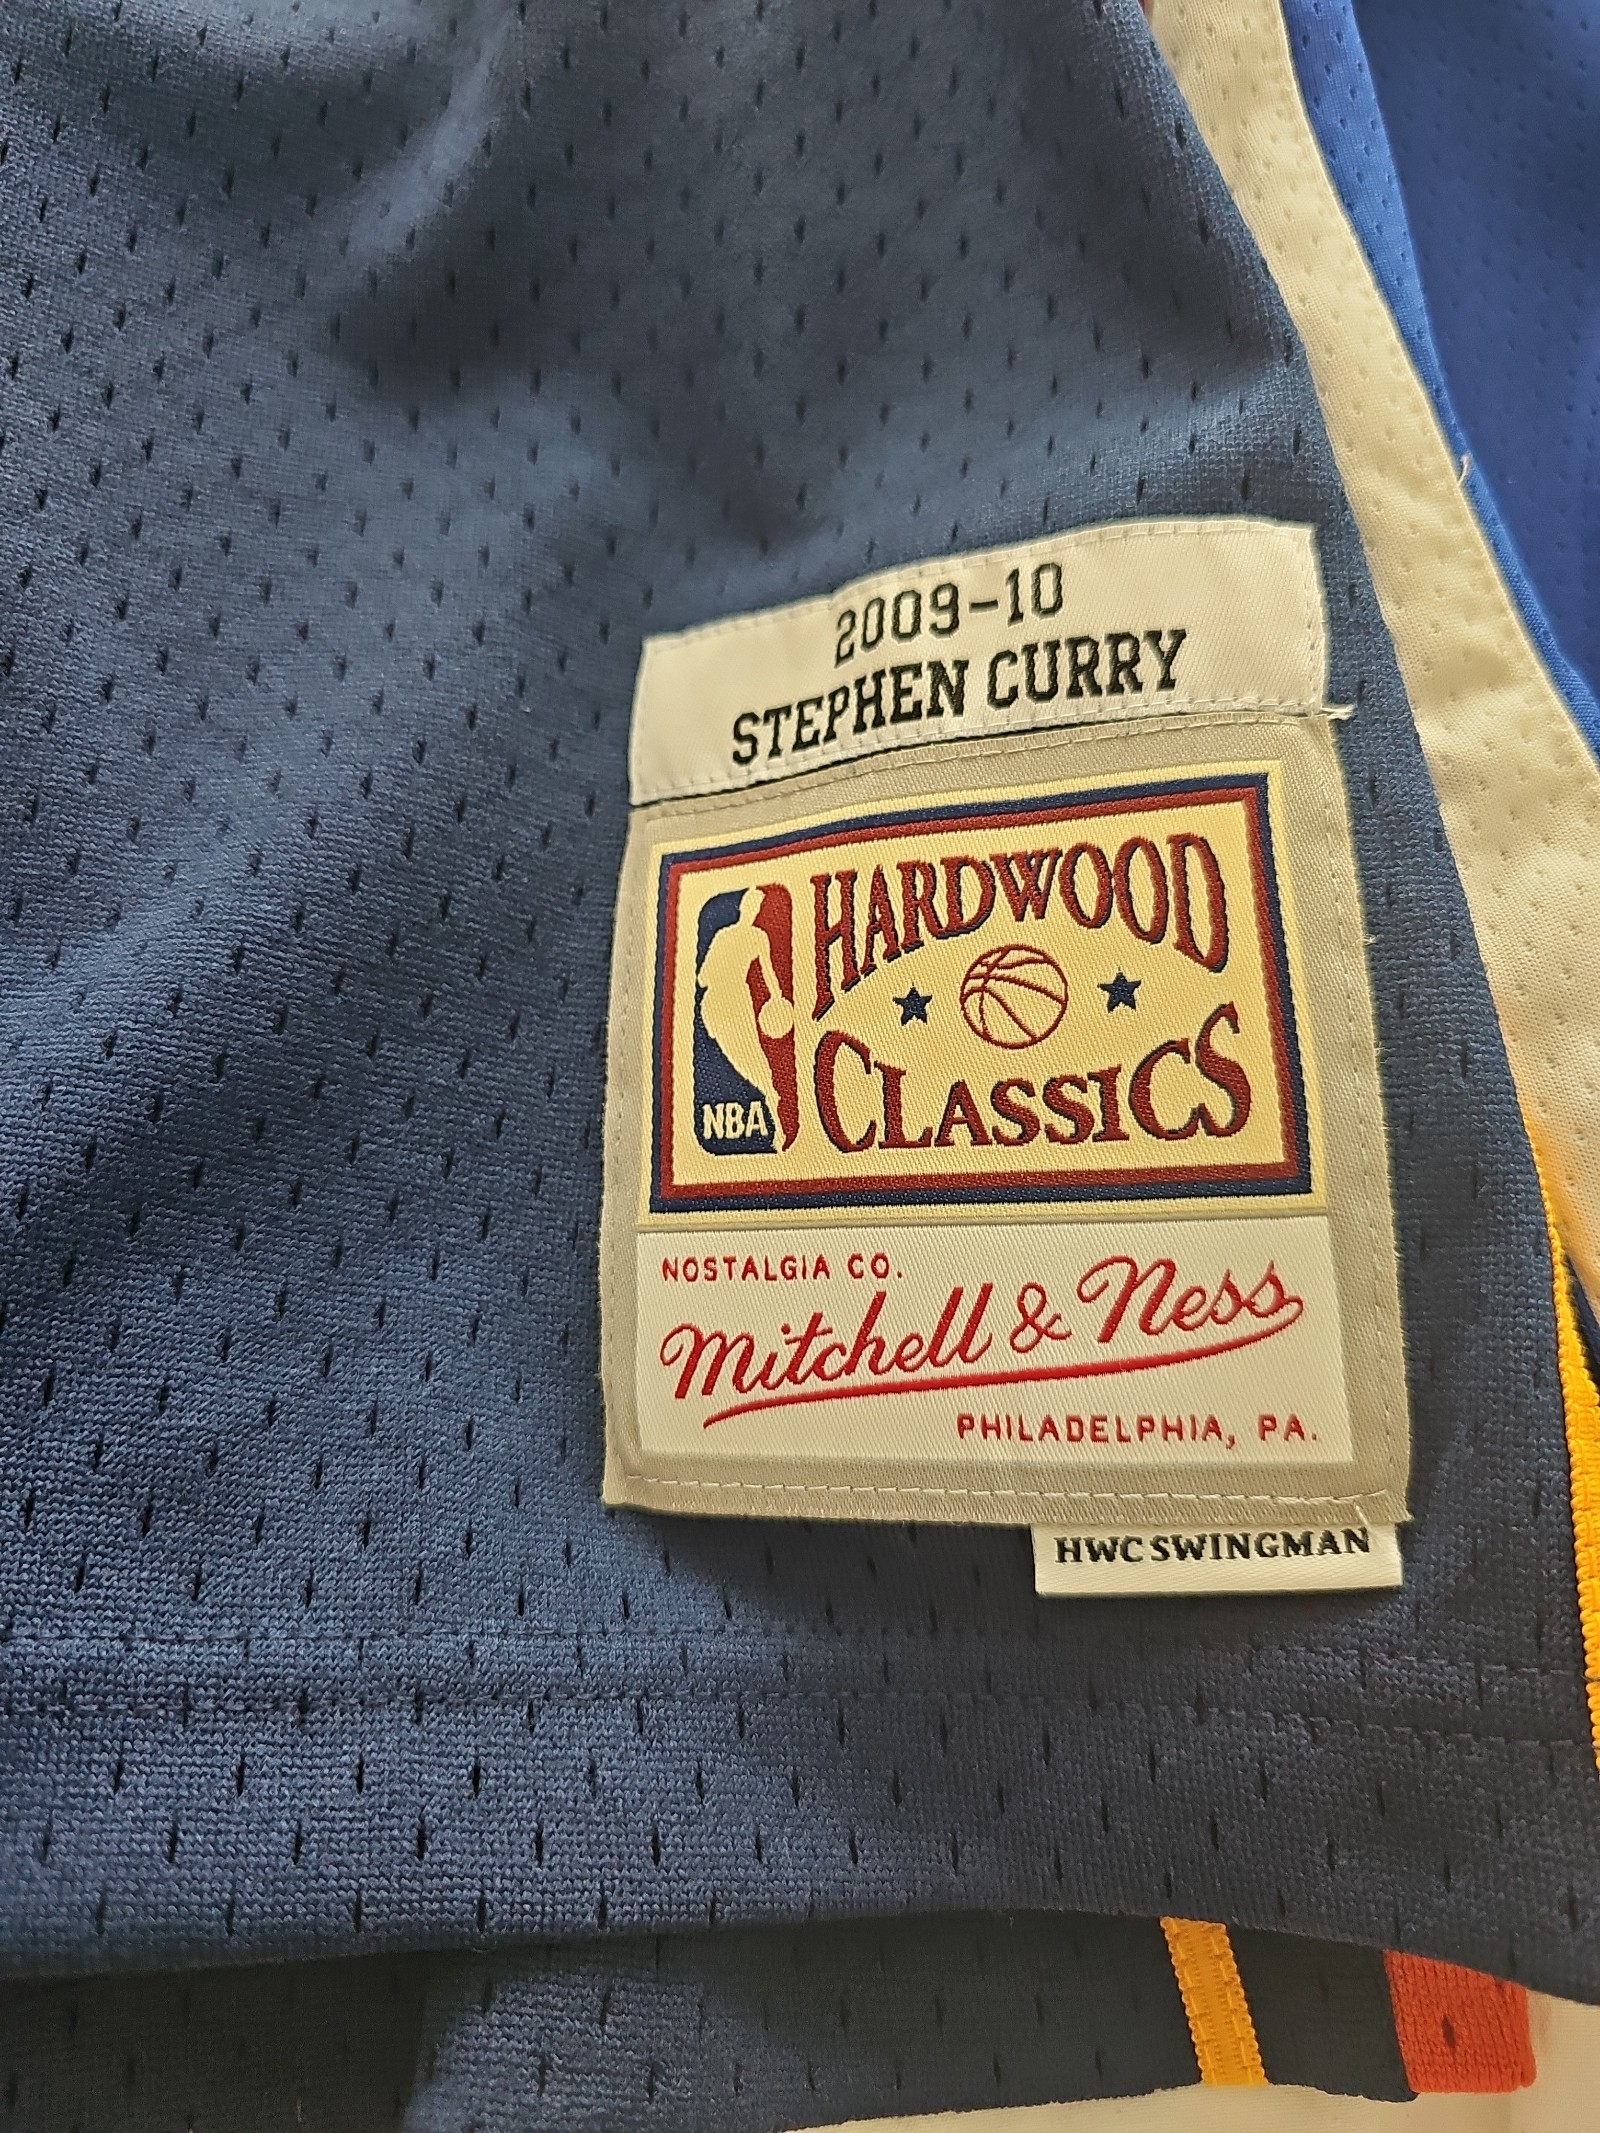 2009-10
STEPHEN CURRY
HARDWOOD
CLASSICS
NBA
NOSTALGIA CO.
Mitchell & Ness
PHILADELPHIA, PA.
HWC SWINGMAN